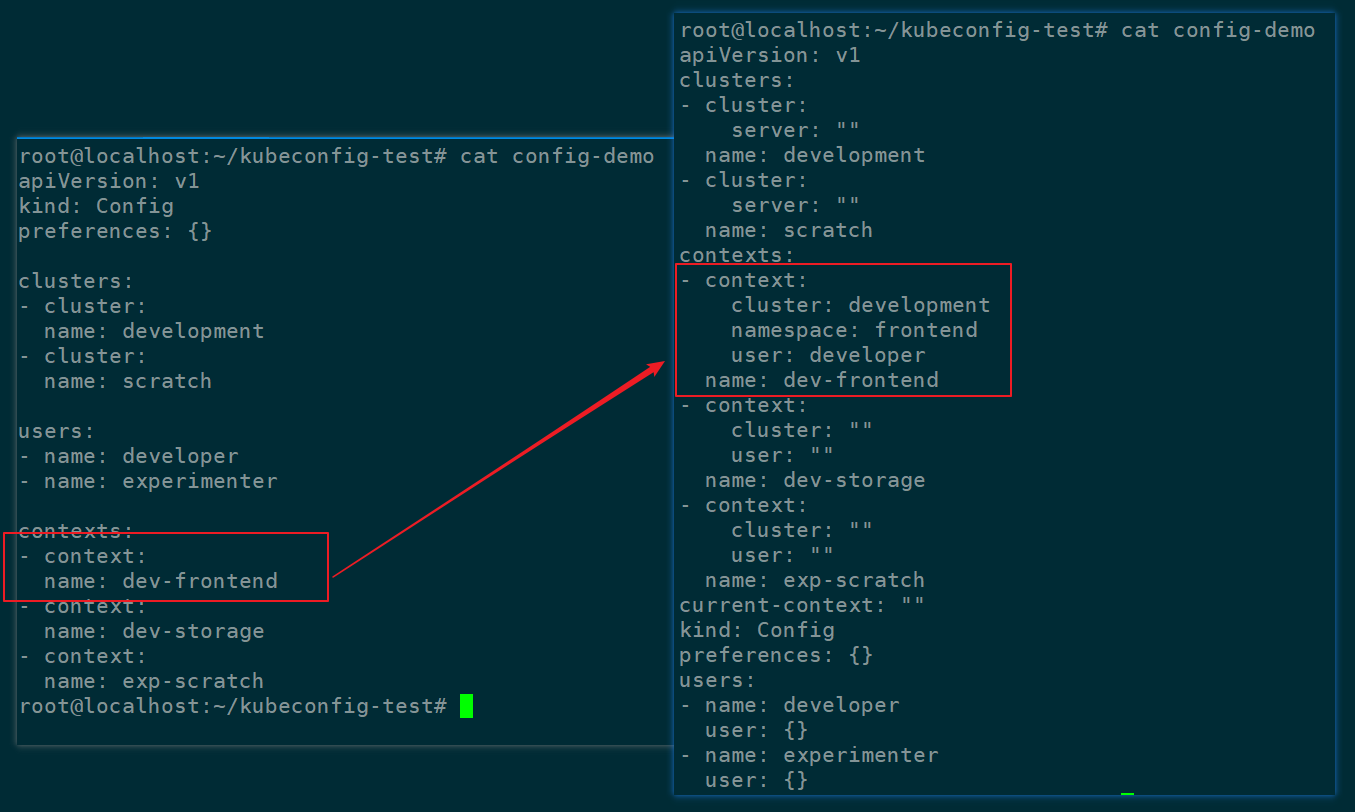 root@localhost:~/kubeconfig-test# cat config-demo
apiVersion: v1
kind: Config
preferences: {}

clusters:
- cluster:
  name: development
- cluster:
  name: scratch

users:
- name: developer
- name: experimenter

contexts:
- context:
  name: dev-frontend
- context:
  name: dev-storage
- context:
  name: exp-scratch
root@localhost:~/kubeconfig-test#
root@localhost:~/kubeconfig-test# cat config-demo
apiVersion: v1
clusters:
- cluster:
    server: ""
  name: development
- cluster:
    server: ""
  name: scratch
contexts:
- context:
    cluster: development
    namespace: frontend
    user: developer
  name: dev-frontend
- context:
    cluster: ""
    user: ""
  name: dev-storage
- context:
    cluster: ""
    user: ""
  name: exp-scratch
current-context: ""
kind: Config
preferences: {}
users:
- name: developer
  user: {}
- name: experimenter
  user: {}